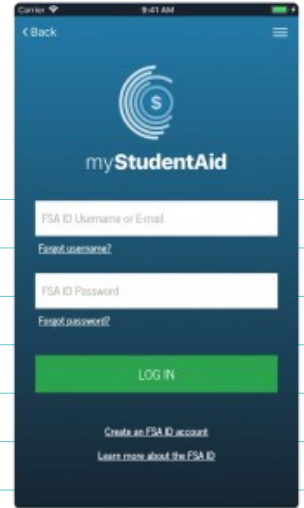 Carrier 9:41 AM
< Back
$
myStudentAid
FSA ID Username or E-mail
Forgot username?
FSA ID Password
Forgot password?
LOG IN
Create an FSA ID account
Learn more about the FSA ID